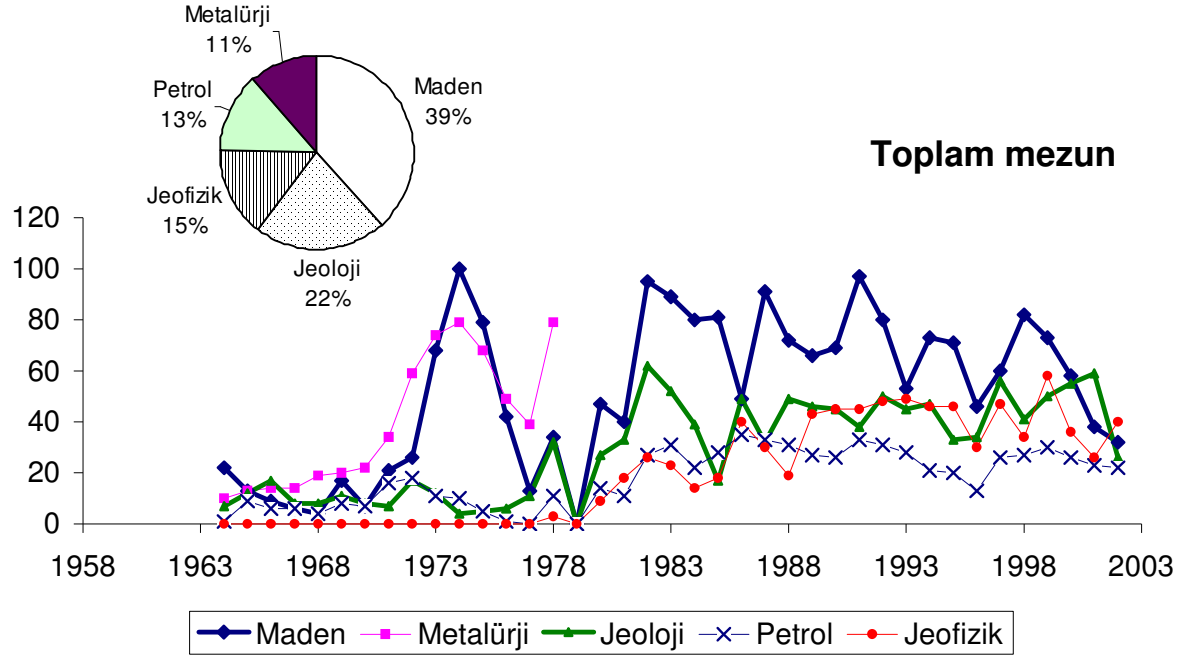 Metalürji
11%
Petrol
13%
Maden
39%
Jeofizik
15%
Jeoloji
22%
Toplam mezun
120
100
80
60
40
20
0
1958 1963 1968 1973 1978 1983 1988 1993 1998 2003
Maden Metalürji Jeoloji Petrol Jeofizik